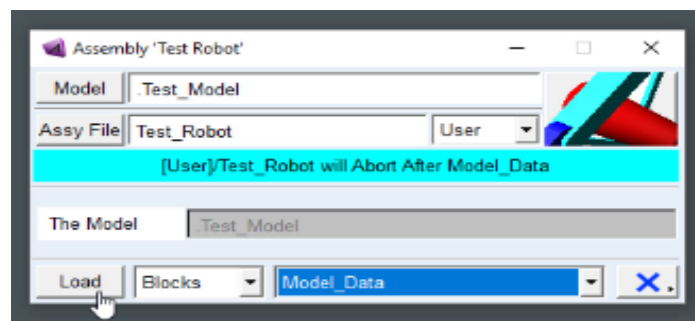 Assembly 'Test Robot'
Model .Test_Model
Assy File Test_Robot User
[User]/Test_Robot will Abort After Model_Data
The Model .Test_Model
Load Blocks Model_Data